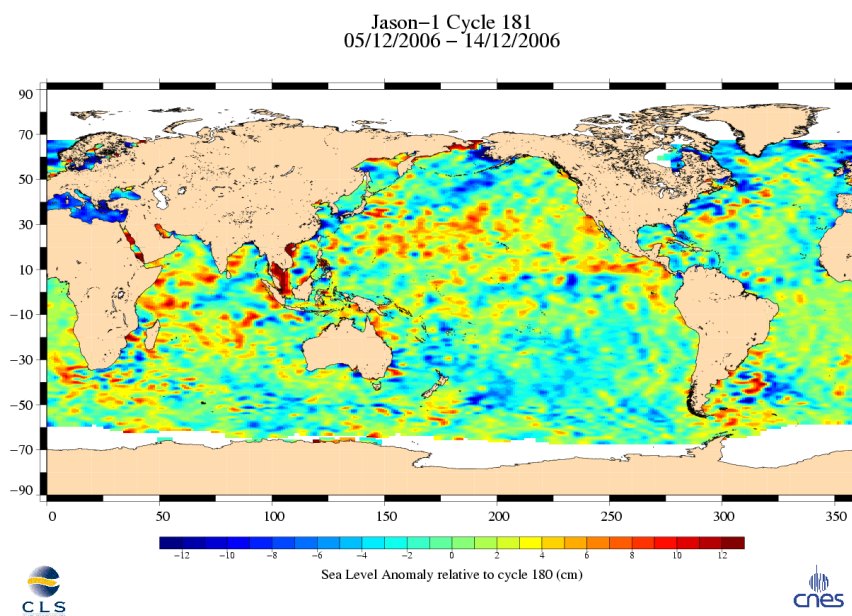 Jason−1 Cycle 181
05/12/2006 − 14/12/2006
90
70
50
30
10
−10
−30
−50
−70
−90
0 50 100 150 200 250 300 350
−12 −10 −8 −6 −4 −2 0 2 4 6 8 10 12
Sea Level Anomaly relative to cycle 180 (cm)
CLS
cnes